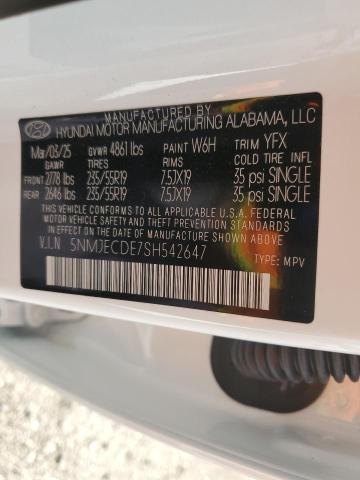 MANUFACTURED BY
HYUNDAI MOTOR MANUFACTURING ALABAMA, LLC
Mar/03/25 GVWR 4861 lbs PAINT W6H TRIM YFX
GAWR TIRES RIMS COLD TIRE INFL
FRONT 2778 lbs 235/55R19 7.5JX19 35 psi SINGLE
REAR 2646 lbs 235/55R19 7.5JX19 35 psi SINGLE
THIS VEHICLE CONFORMS TO ALL APPLICABLE U.S.A. FEDERAL MOTOR
VEHICLE SAFETY, BUMPER, AND THEFT PREVENTION
STANDARDS IN EFFECT ON THE DATE OF MANUFACTURE SHOWN ABOVE.
V.I.N 5NMJECDE7SH542647
TYPE: MPV